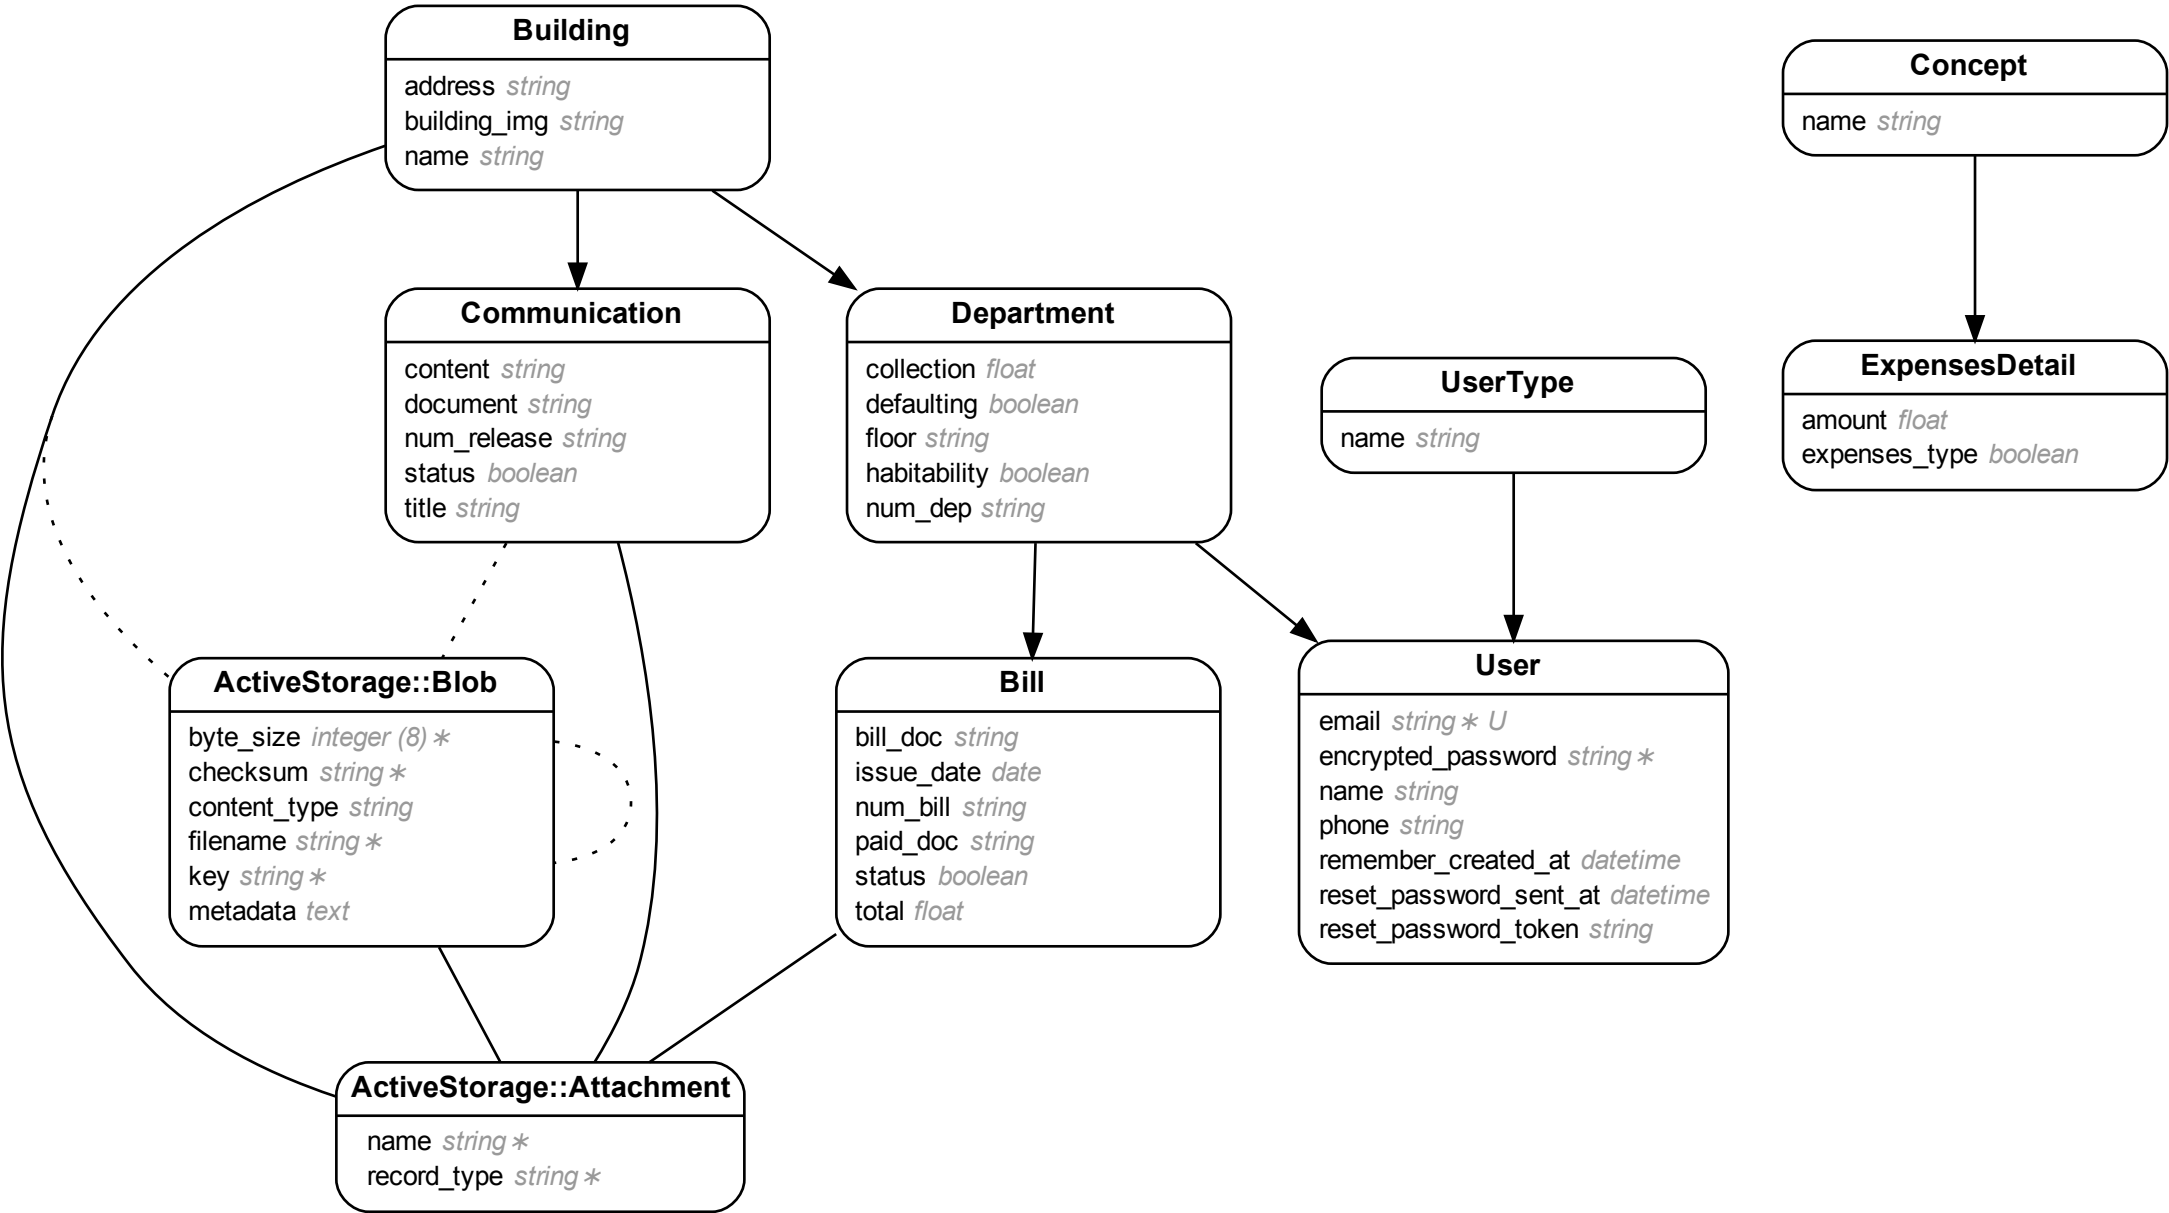 Building
address string
building_img string
name string
Concept
name string
Communication
content string
document string
num_release string
status boolean
title string
Department
collection float
defaulting boolean
floor string
habitability boolean
num_dep string
UserType
name string
ExpensesDetail
amount float
expenses_type boolean
ActiveStorage::Blob
byte_size integer (8) ∗
checksum string ∗
content_type string
filename string ∗
key string ∗
metadata text
Bill
bill_doc string
issue_date date
num_bill string
paid_doc string
status boolean
total float
User
email string ∗ U
encrypted_password string ∗
name string
phone string
remember_created_at datetime
reset_password_sent_at datetime
reset_password_token string
ActiveStorage::Attachment
name string ∗
record_type string ∗